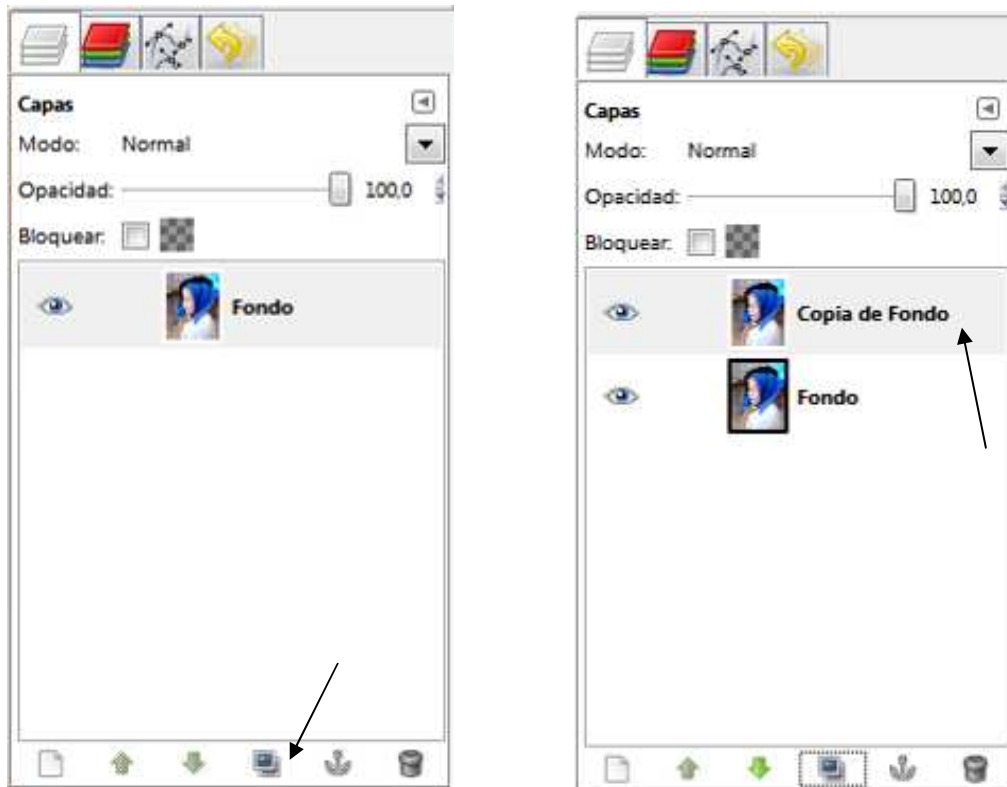 Capas
Modo: Normal
Opacidad: 100,0
Bloquear:
Fondo
Capas
Modo: Normal
Opacidad: 100,0
Bloquear:
Copia de Fondo
Fondo